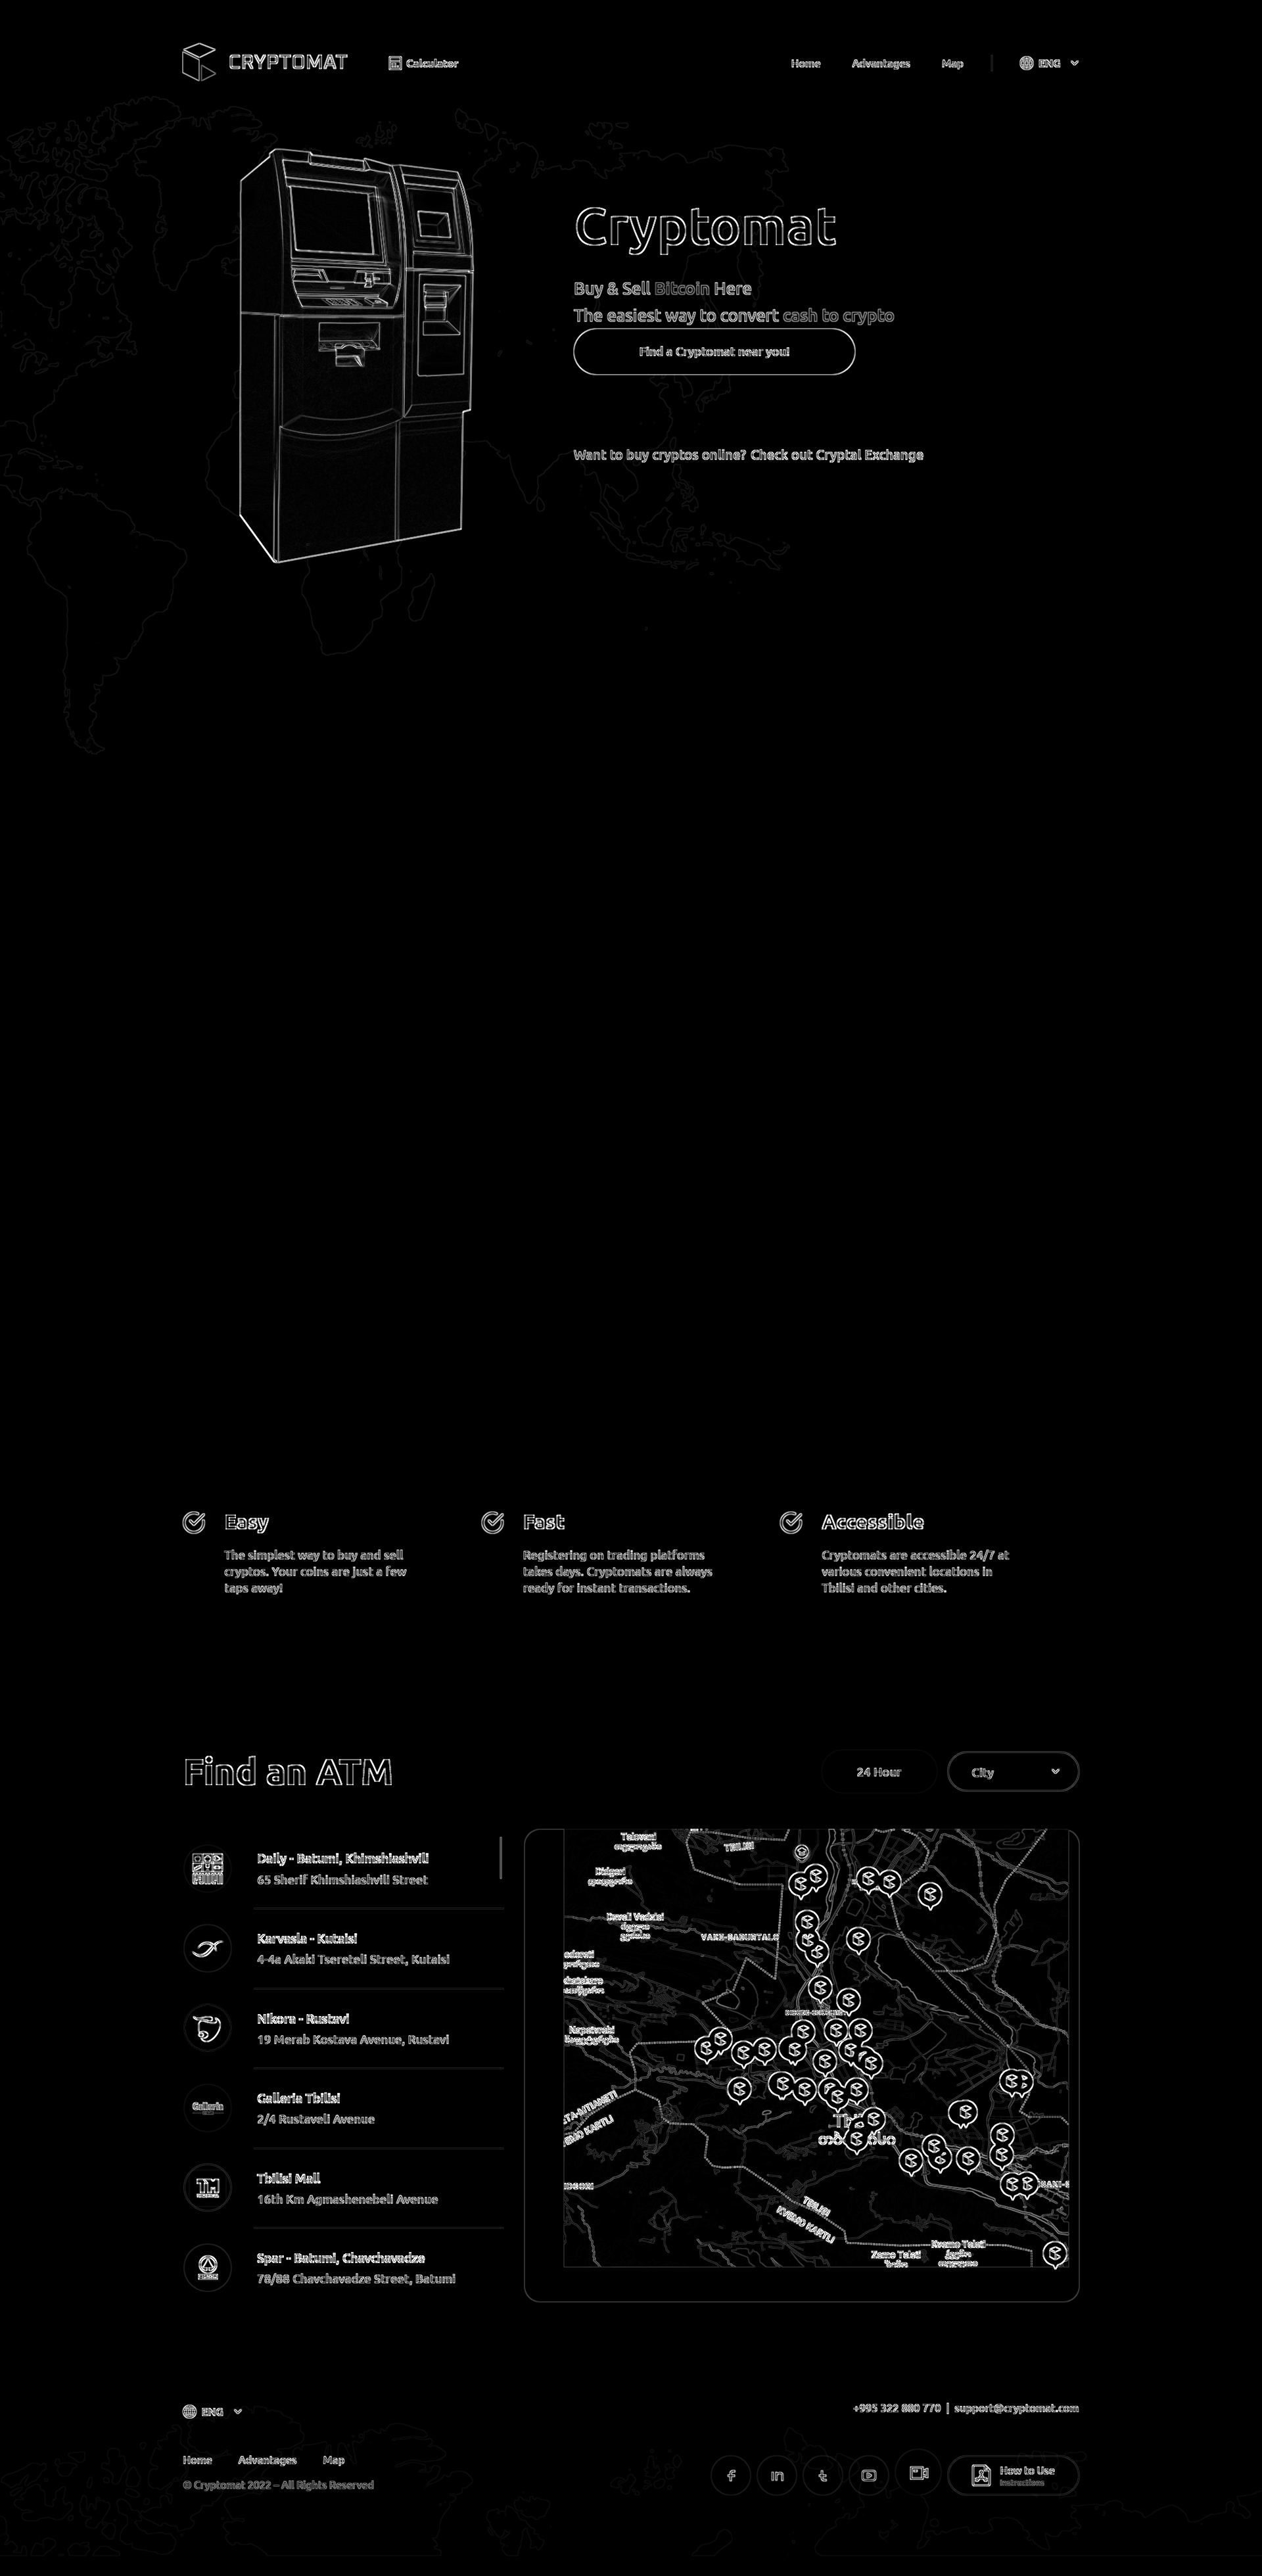 CRYPTOMAT
Calculator
Home
Advantages
Map
ENG
Cryptomat
Buy & Sell Bitcoin Here
The easiest way to convert cash to crypto
Find a Cryptomat near you!
Want to buy cryptos online? Check out Cryptal Exchange
Easy
The simplest way to buy and sell
cryptos. Your coins are just a few
taps away!
Fast
Registering on trading platforms
takes days. Cryptomats are always
ready for instant transactions.
Accessible
Cryptomats are accessible 24/7 at
various convenient locations in
Tbilisi and other cities.
Find an ATM
24 Hour
City
Daily - Batumi, Khimshiashvili
65 Sherif Khimshiashvili Street
Karvasla - Kutaisi
4-4a Akaki Tsereteli Street, Kutaisi
Nikora - Rustavi
19 Merab Kostava Avenue, Rustavi
Galleria
Galleria Tbilisi
2/4 Rustaveli Avenue
TM
Tbilisi Mall
16th Km Agmashenebeli Avenue
Spar - Batumi, Chavchavadze
78/88 Chavchavadze Street, Batumi
TBILISI
Didgori
TBILISI
KVEMO KARTLI
ENG
+995 322 880 770 | support@cryptomat.com
Home
Advantages
Map
© Cryptomat 2022 – All Rights Reserved
How to Use
Instructions